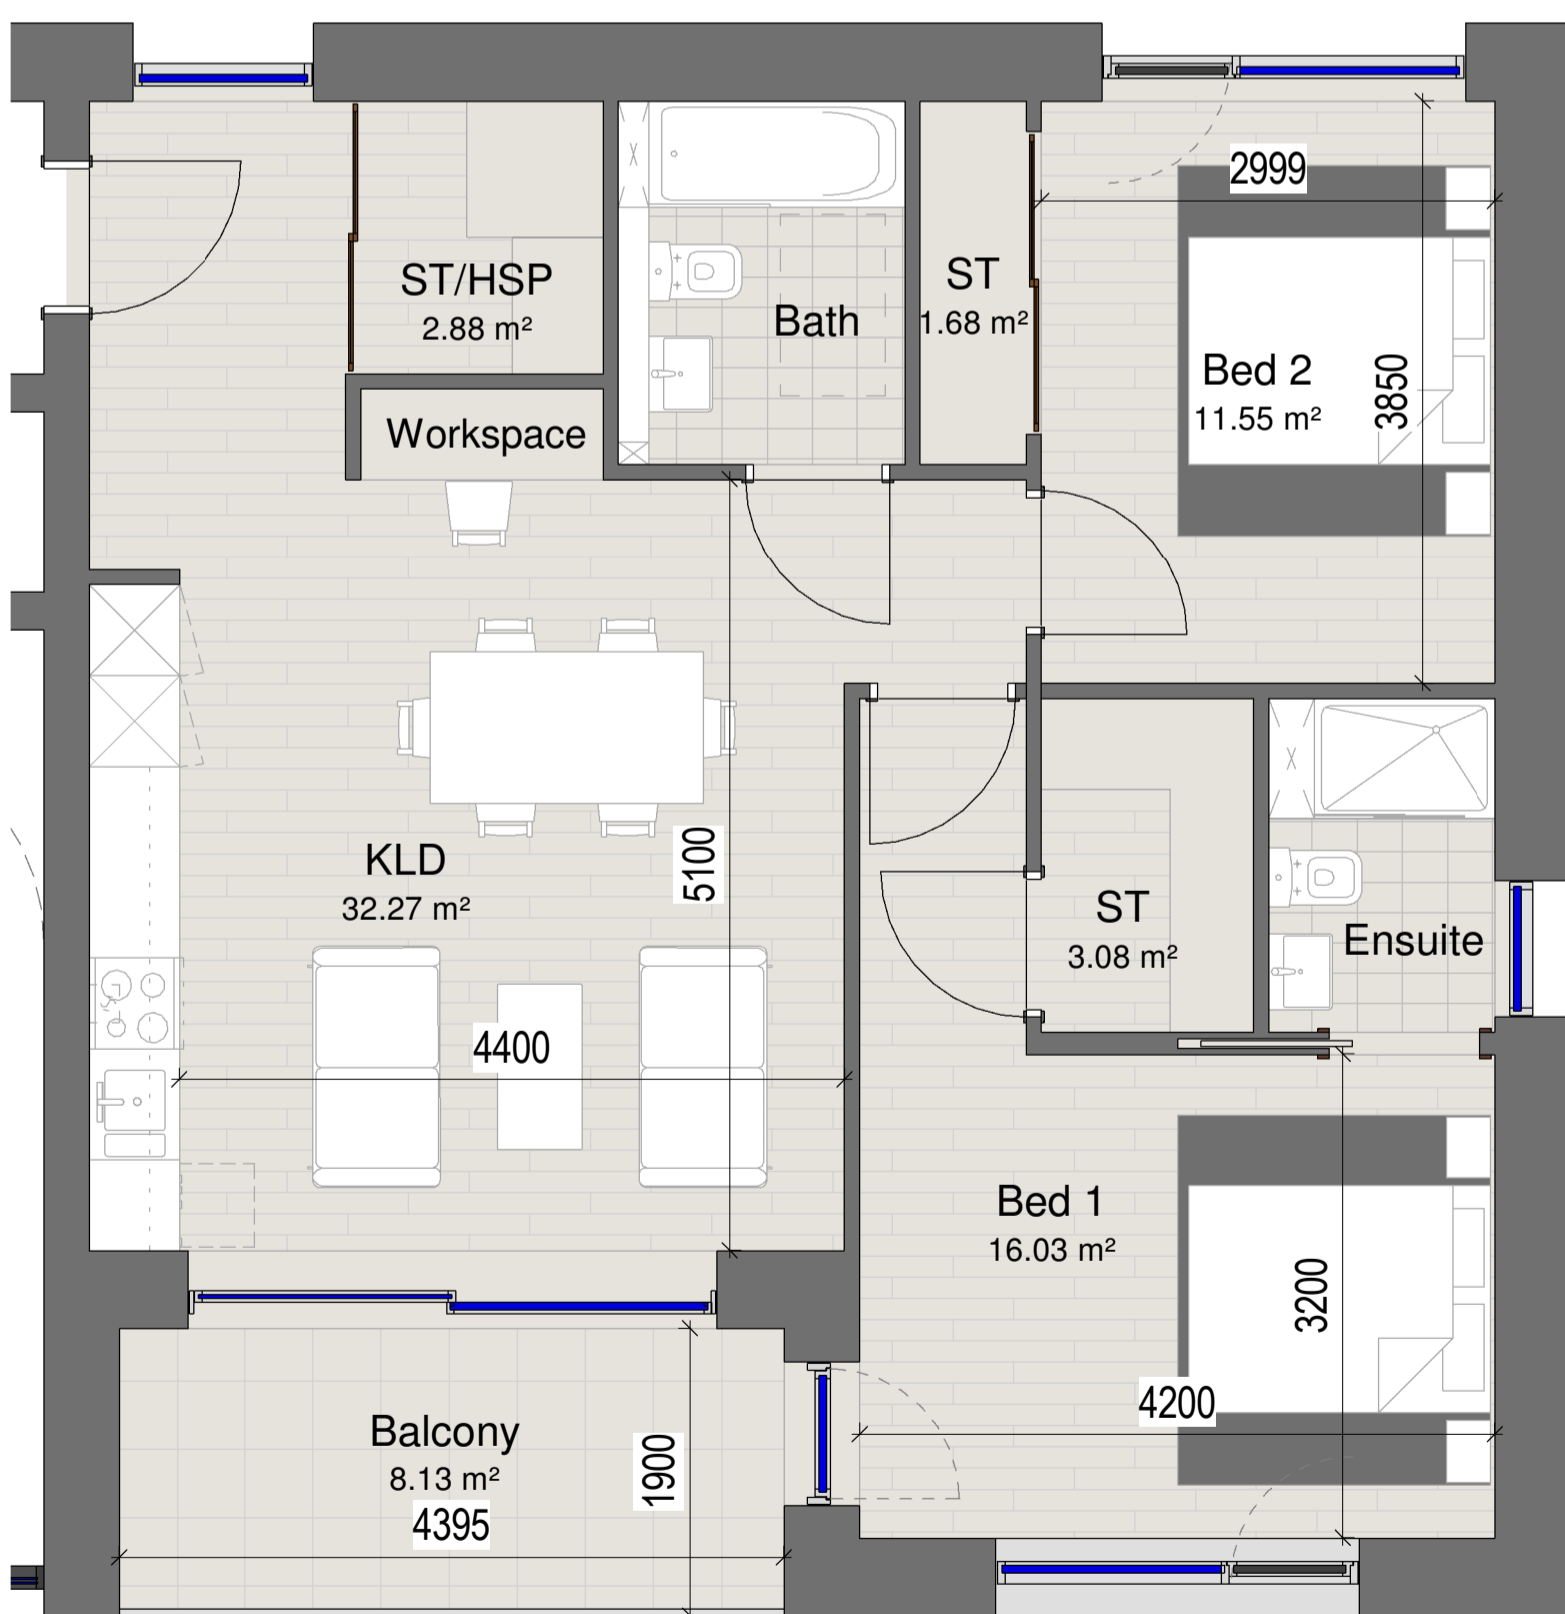 2999
ST/HSP
2.88 m²
ST
1.68 m²
Bath
Bed 2
11.55 m²
3850
Workspace
KLD
32.27 m²
5100
ST
3.08 m²
Ensuite
4400
Bed 1
16.03 m²
3200
4200
Balcony
8.13 m²
4395
1900